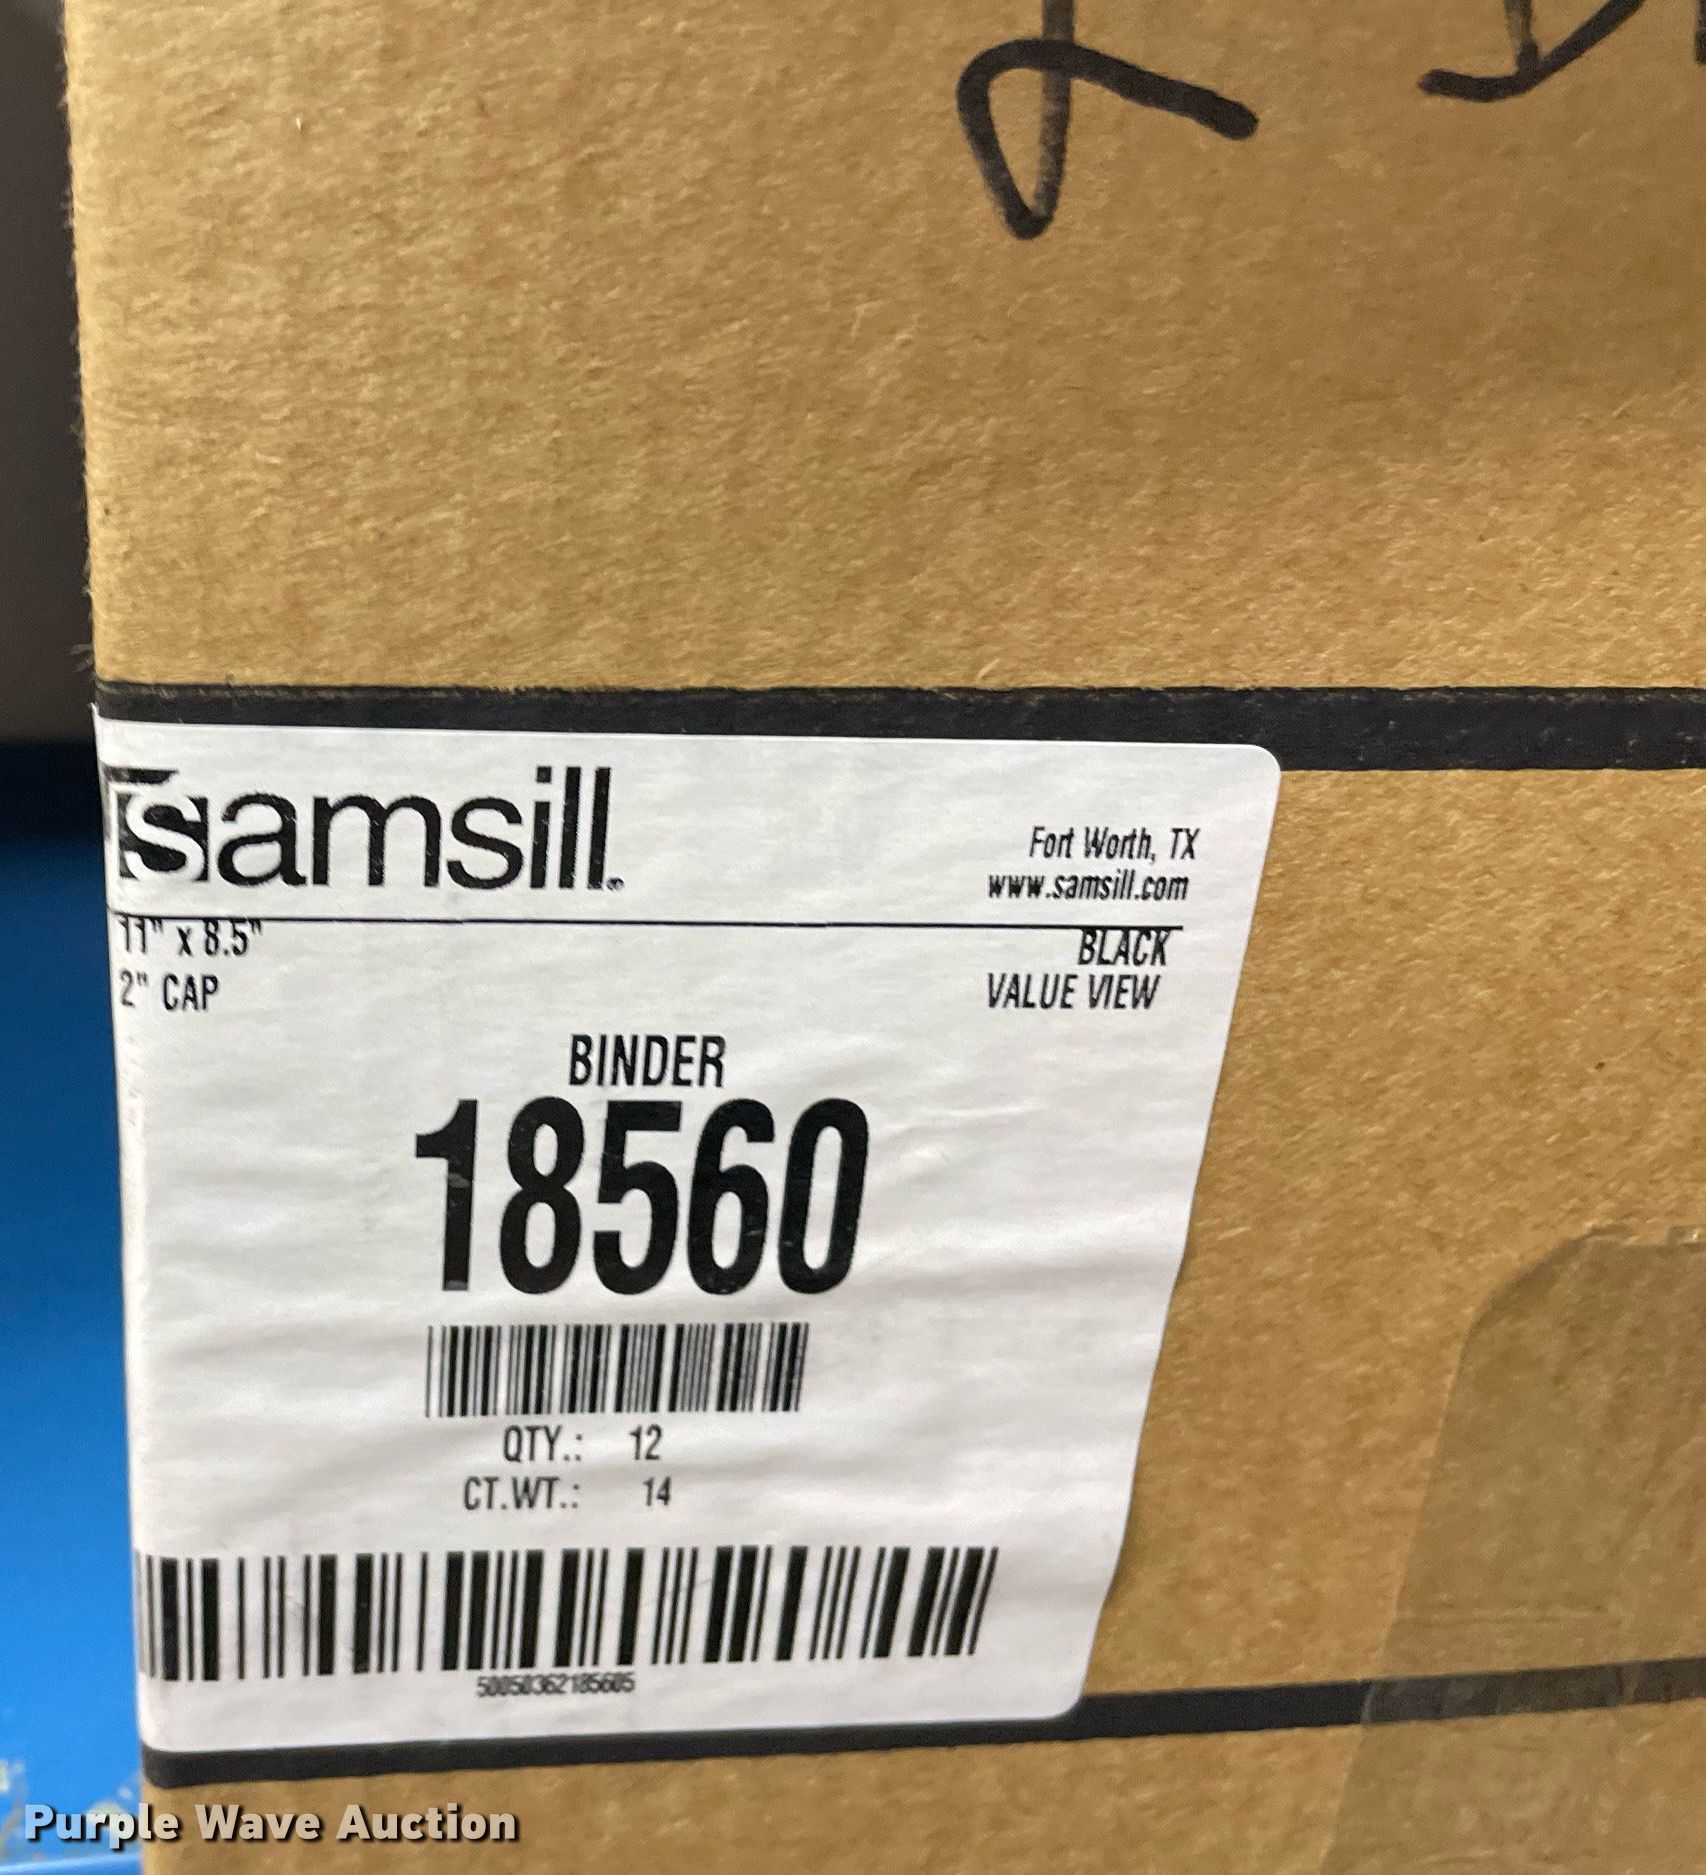 samsill.
Fort Worth, TX
www.samsill.com
11" x 8.5"
BLACK
2" CAP
VALUE VIEW
BINDER
18560
QTY.: 12
CT.WT.: 14
50050362185605
Purple Wave Auction